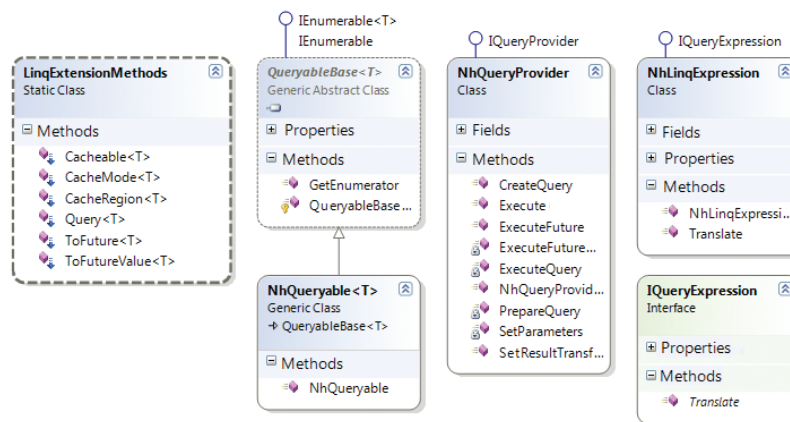 LinqExtensionMethods
Static Class
Methods
Cacheable<T>
CacheMode<T>
CacheRegion<T>
Query<T>
ToFuture<T>
ToFutureValue<T>
IEnumerable<T>
IEnumerable
QueryableBase<T>
Generic Abstract Class
Properties
Methods
GetEnumerator
QueryableBase...
NhQueryable<T>
Generic Class
QueryableBase<T>
Methods
NhQueryable
IQueryProvider
NhQueryProvider
Class
Fields
Methods
CreateQuery
Execute
ExecuteFuture
ExecuteFuture...
ExecuteQuery
NhQueryProvid...
PrepareQuery
SetParameters
SetResultTransf...
IQueryExpression
NhLinqExpression
Class
Fields
Properties
Methods
NhLinqExpressi...
Translate
IQueryExpression
Interface
Properties
Methods
Translate